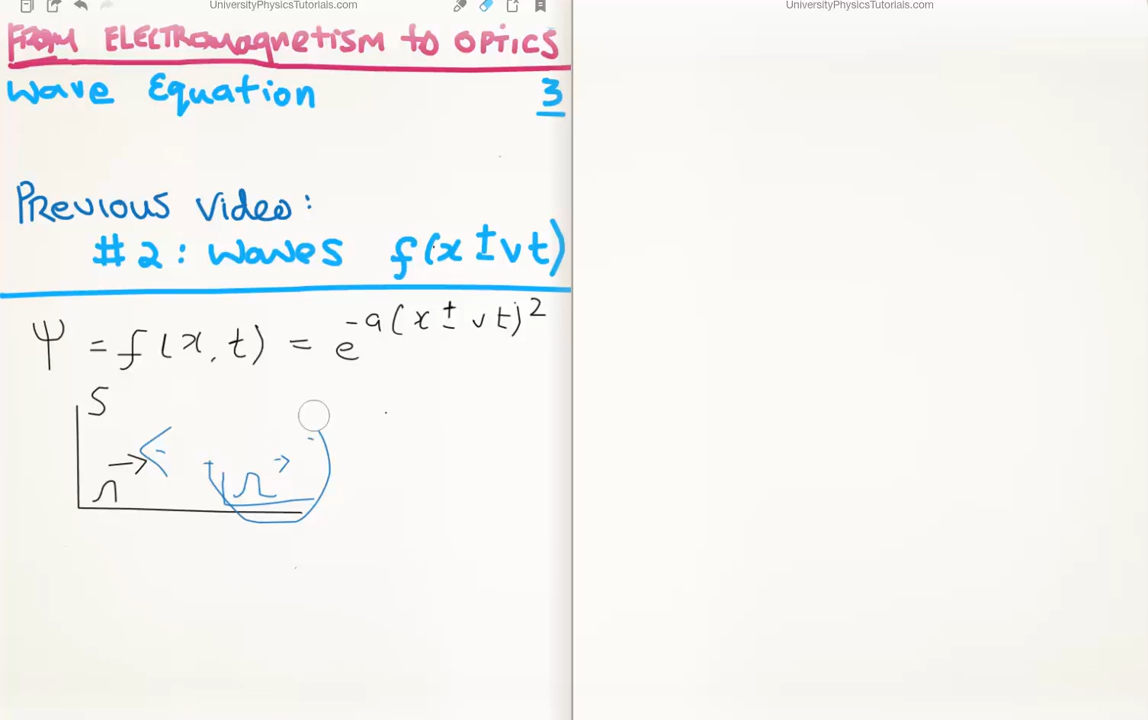 UniversityPhysicsTutorials.com
UniversityPhysicsTutorials.com
FROM ELECTROmagnetism to OPTICS
Wave Equation 3
Previous video:
#2: Waves f(x ± vt)
Ψ = f(x, t) = e^{-a(x ± vt)^2}
S